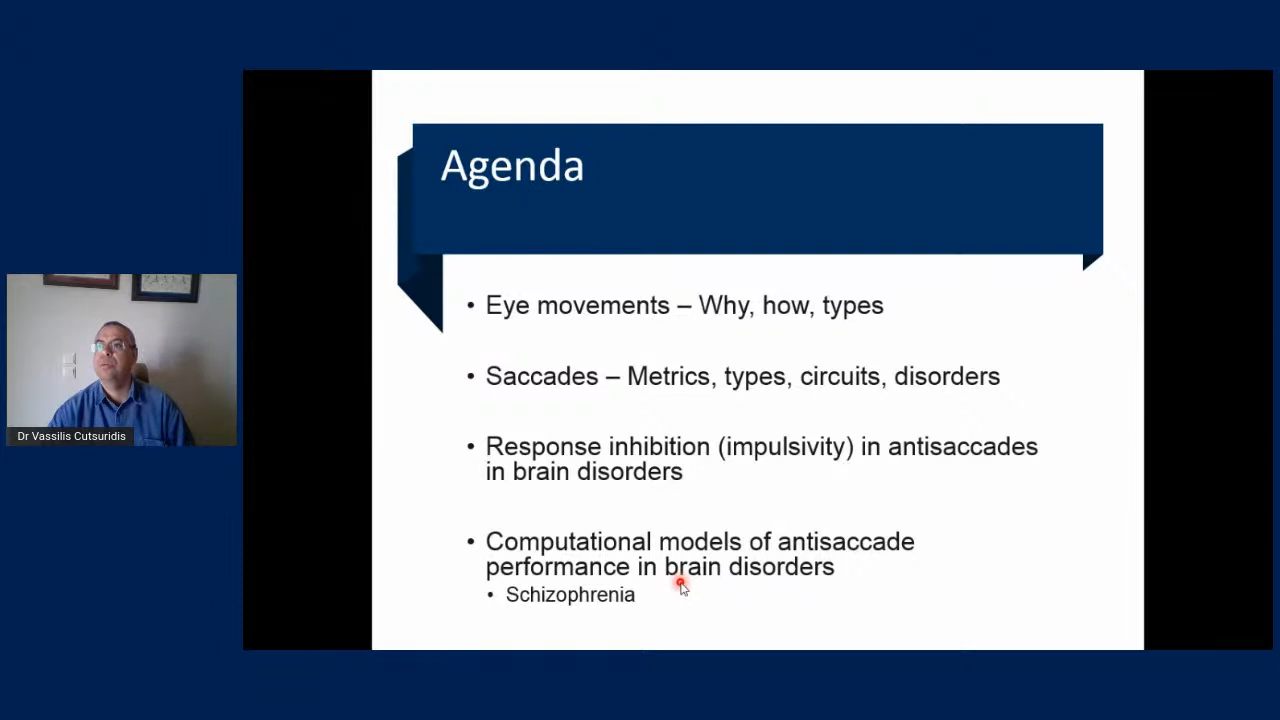 Agenda
• Eye movements – Why, how, types
• Saccades – Metrics, types, circuits, disorders
• Response inhibition (impulsivity) in antisaccades
in brain disorders
• Computational models of antisaccade
performance in brain disorders
• Schizophrenia
Dr Vassilis Cutsuridis